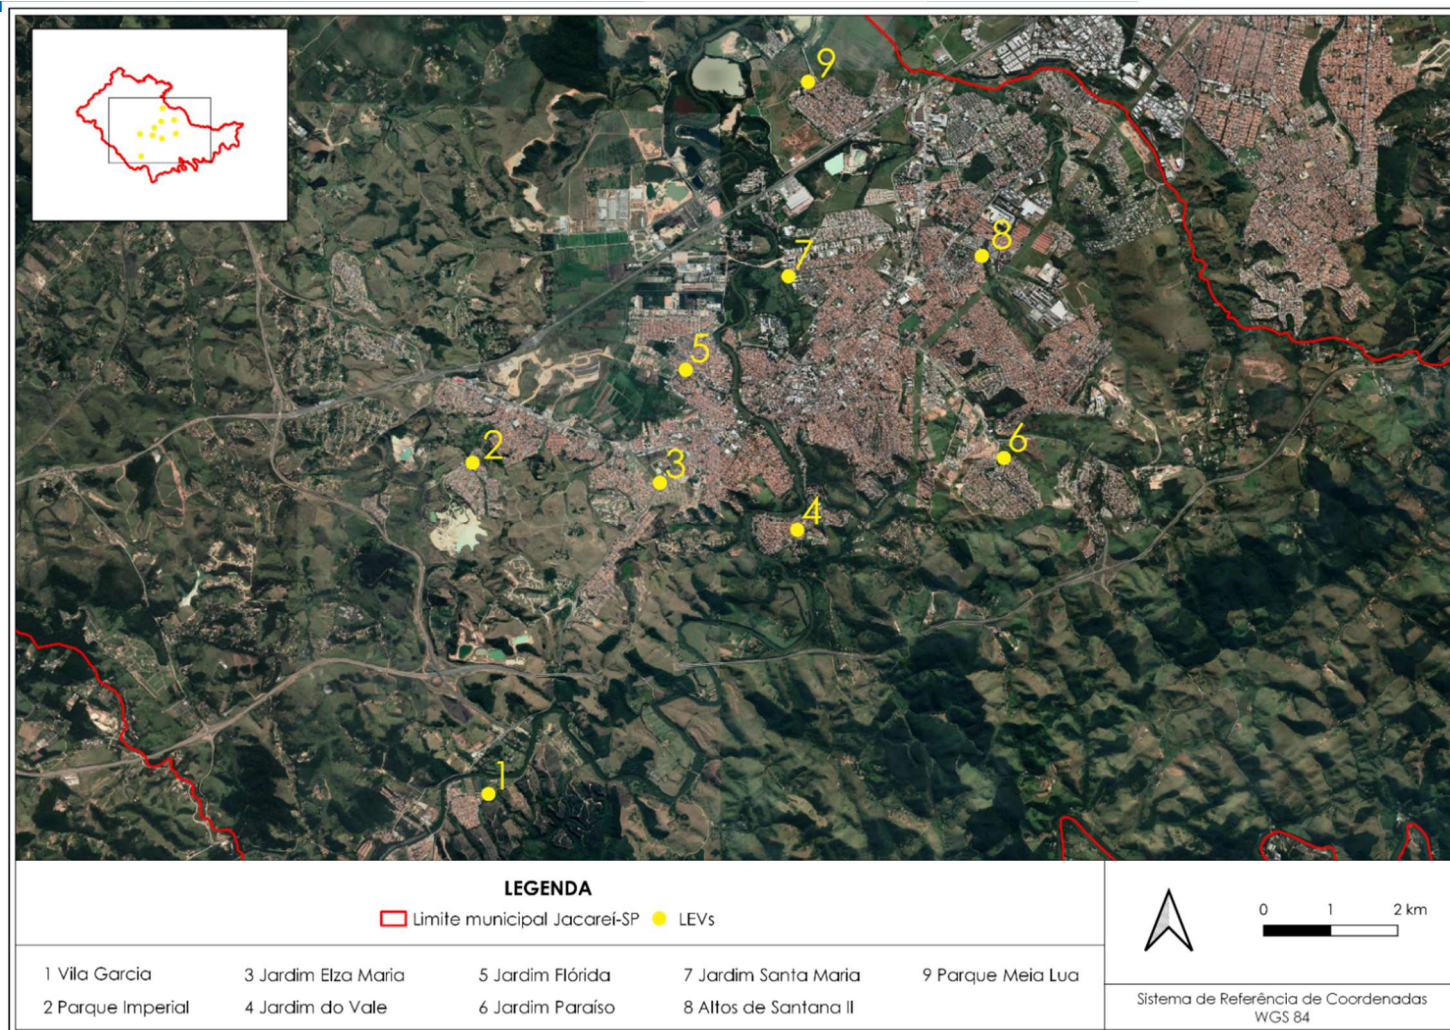 9
8
7
5
6
2
3
4
1
LEGENDA
Limite municipal Jacareí-SP LEVs
0 1 2 km
1 Vila Garcia 3 Jardim Elza Maria 5 Jardim Flórida 7 Jardim Santa Maria 9 Parque Meia Lua
2 Parque Imperial 4 Jardim do Vale 6 Jardim Paraíso 8 Altos de Santana II
Sistema de Referência de Coordenadas
WGS 84